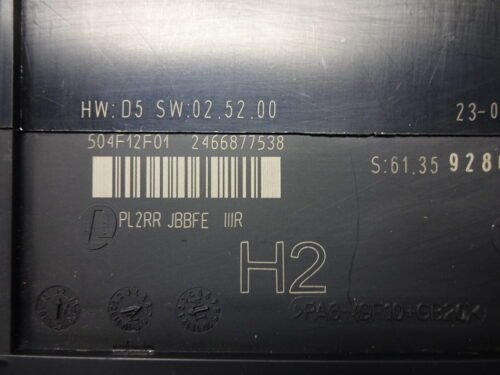 HW:D5 SW:02.52.00 23-0
504F12F01 2466877538
S:61.35 928
PL2RR JBBFE IIIR
H2